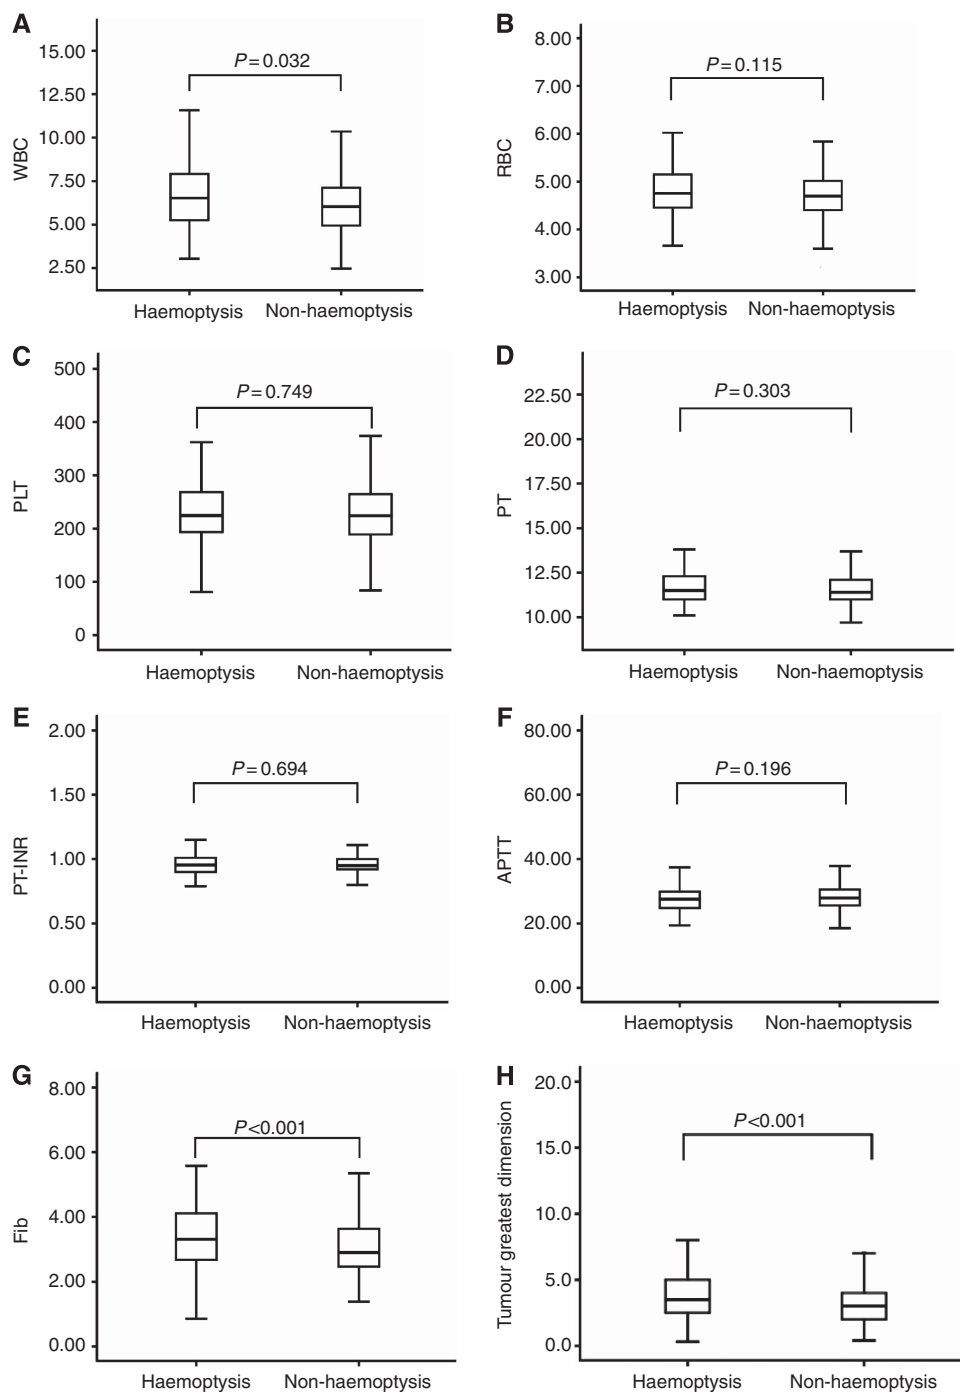 A
WBC
15.00
12.50
10.00
7.50
5.00
2.50
P=0.032
Haemoptysis Non-haemoptysis
B
RBC
8.00
7.00
6.00
5.00
4.00
3.00
P=0.115
Haemoptysis Non-haemoptysis
C
PLT
500
400
300
200
100
0
P=0.749
Haemoptysis Non-haemoptysis
D
PT
22.50
20.00
17.50
15.00
12.50
10.00
P=0.303
Haemoptysis Non-haemoptysis
E
PT-INR
2.00
1.50
1.00
0.50
0.00
P=0.694
Haemoptysis Non-haemoptysis
F
APTT
80.00
60.00
40.00
20.00
0.00
P=0.196
Haemoptysis Non-haemoptysis
G
Fib
8.00
6.00
4.00
2.00
0.00
P<0.001
Haemoptysis Non-haemoptysis
H
Tumour greatest dimension
20.0
15.0
10.0
5.0
0.0
P<0.001
Haemoptysis Non-haemoptysis